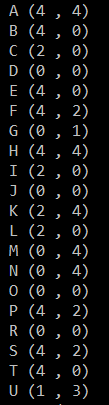 A (4 , 4)
B (4 , 0)
C (2 , 0)
D (0 , 0)
E (4 , 0)
F (4 , 2)
G (0 , 1)
H (4 , 4)
I (2 , 0)
J (0 , 0)
K (2 , 4)
L (2 , 0)
M (0 , 4)
N (0 , 4)
O (0 , 0)
P (4 , 2)
R (0 , 0)
S (4 , 2)
T (4 , 0)
U (1 , 3)